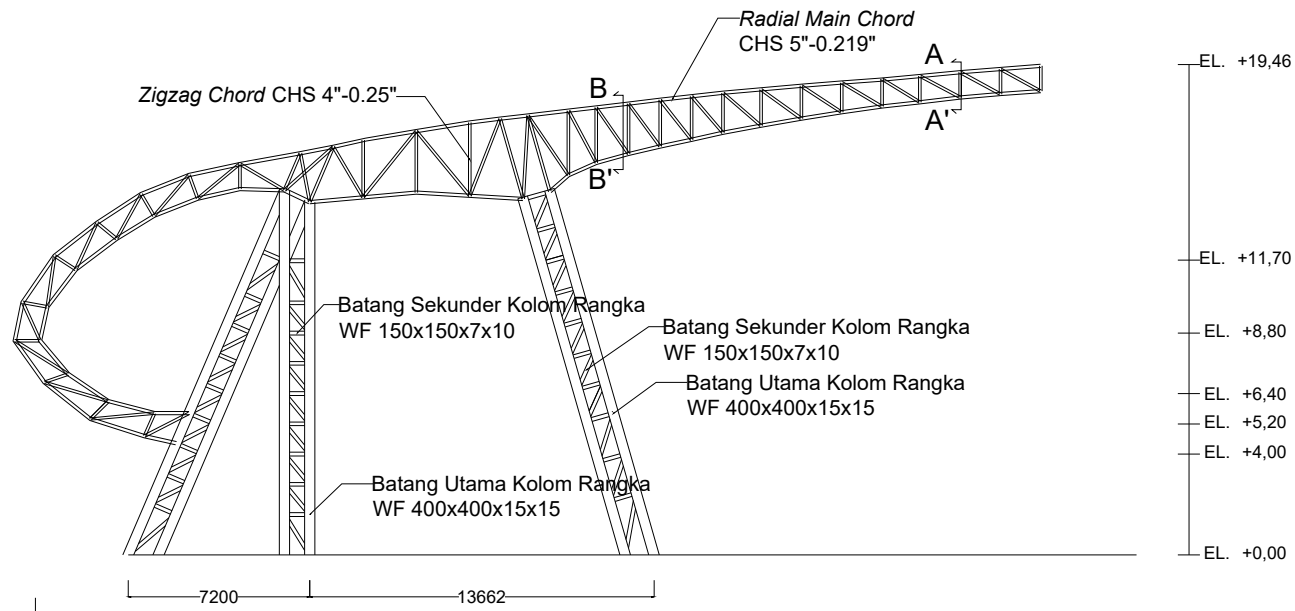 Radial Main Chord
CHS 5"-0.219"
A
EL. +19,46
Zigzag Chord CHS 4"-0.25"
B
A'
B'
EL. +11,70
Batang Sekunder Kolom Rangka
WF 150x150x7x10
Batang Sekunder Kolom Rangka
WF 150x150x7x10
EL. +8,80
Batang Utama Kolom Rangka
WF 400x400x15x15
EL. +6,40
EL. +5,20
EL. +4,00
Batang Utama Kolom Rangka
WF 400x400x15x15
EL. +0,00
7200
13662